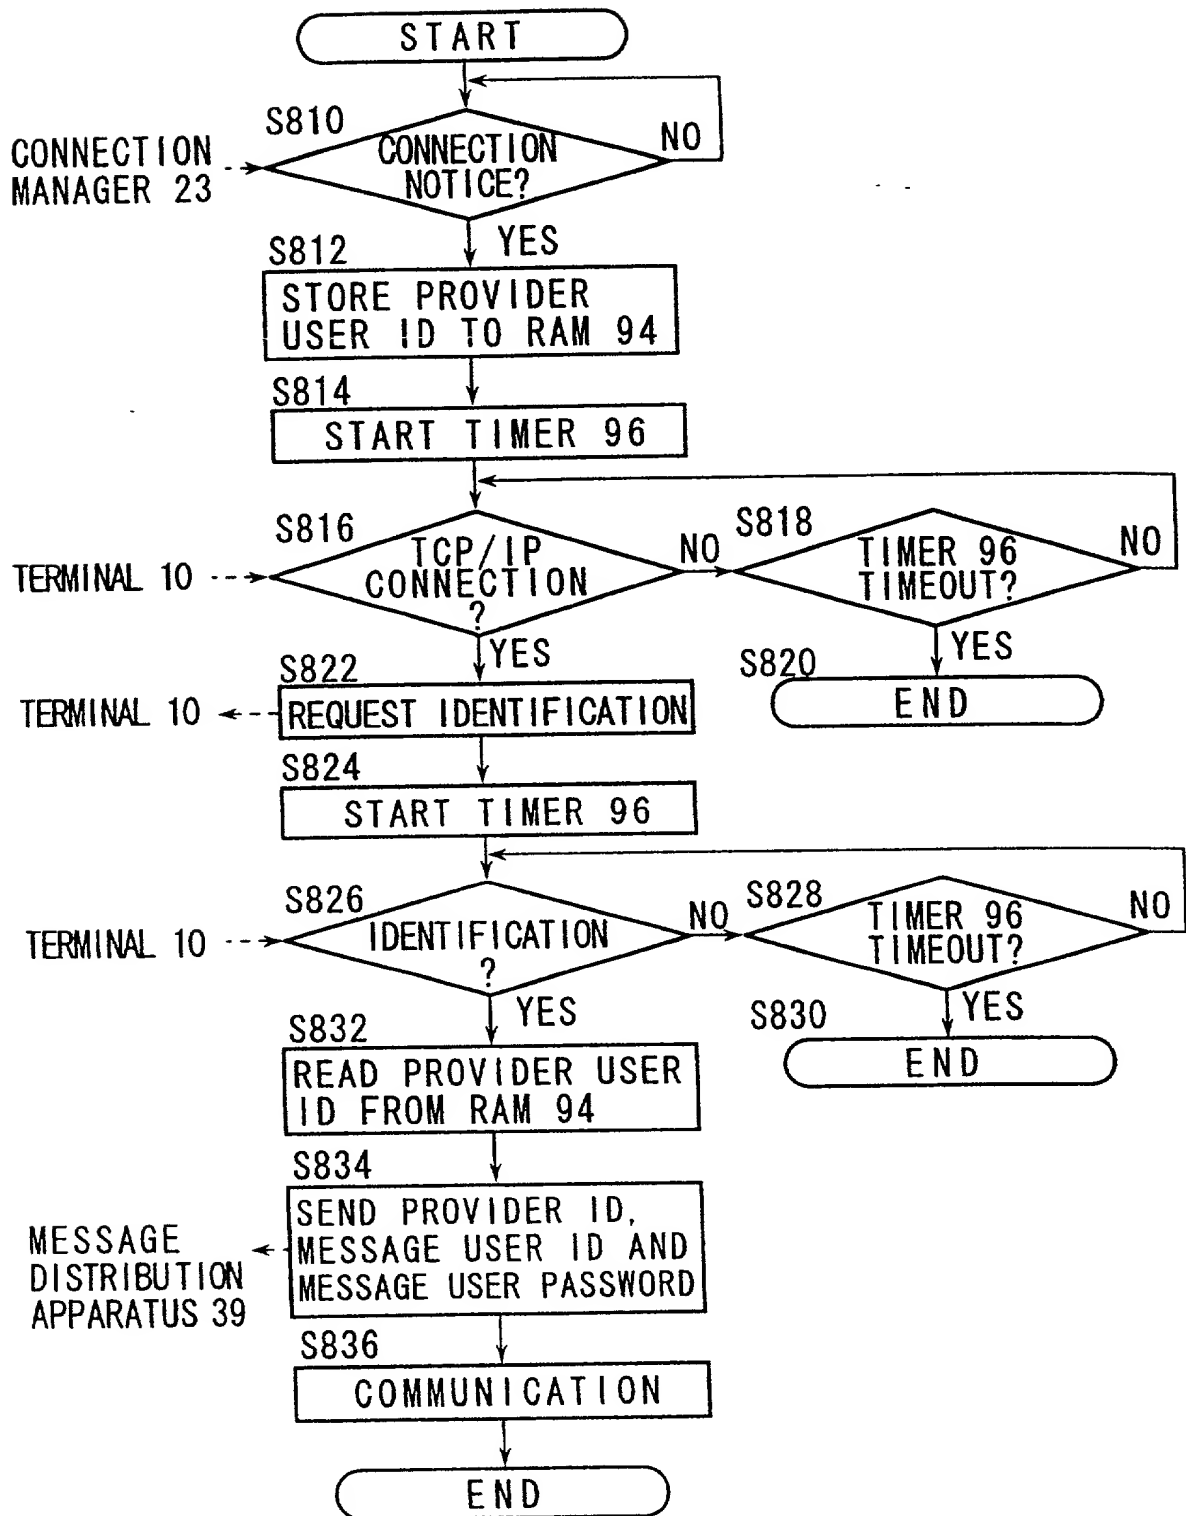 START
S810
CONNECTION
MANAGER 23
CONNECTION
NOTICE?
NO
YES
S812
STORE PROVIDER
USER ID TO RAM 94
S814
START TIMER 96
S816
TERMINAL 10
TCP/IP
CONNECTION
?
NO
S818
TIMER 96
TIMEOUT?
NO
YES
YES
S820
END
S822
TERMINAL 10
REQUEST IDENTIFICATION
S824
START TIMER 96
S826
TERMINAL 10
IDENTIFICATION
?
NO
S828
TIMER 96
TIMEOUT?
NO
YES
YES
S830
END
S832
READ PROVIDER USER
ID FROM RAM 94
S834
SEND PROVIDER ID,
MESSAGE USER ID AND
MESSAGE USER PASSWORD
MESSAGE
DISTRIBUTION
APPARATUS 39
S836
COMMUNICATION
END